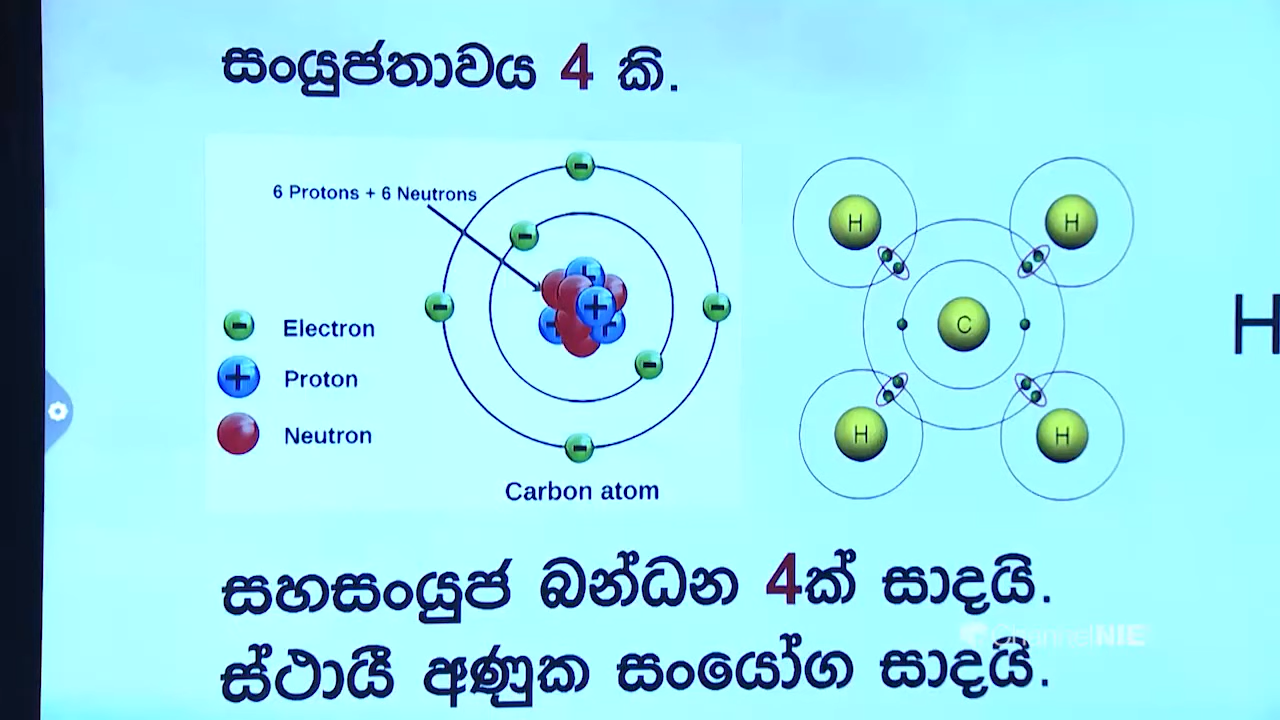 සංයුජතාවය 4 කි.
6 Protons + 6 Neutrons
Electron
Proton
Neutron
Carbon atom
H
H
C
H
H
H
සහසංයුජ බන්ධන 4ක් සාදයි.
ස්ථායී අණුක සංයෝග සාදයි.
ChannelNIE